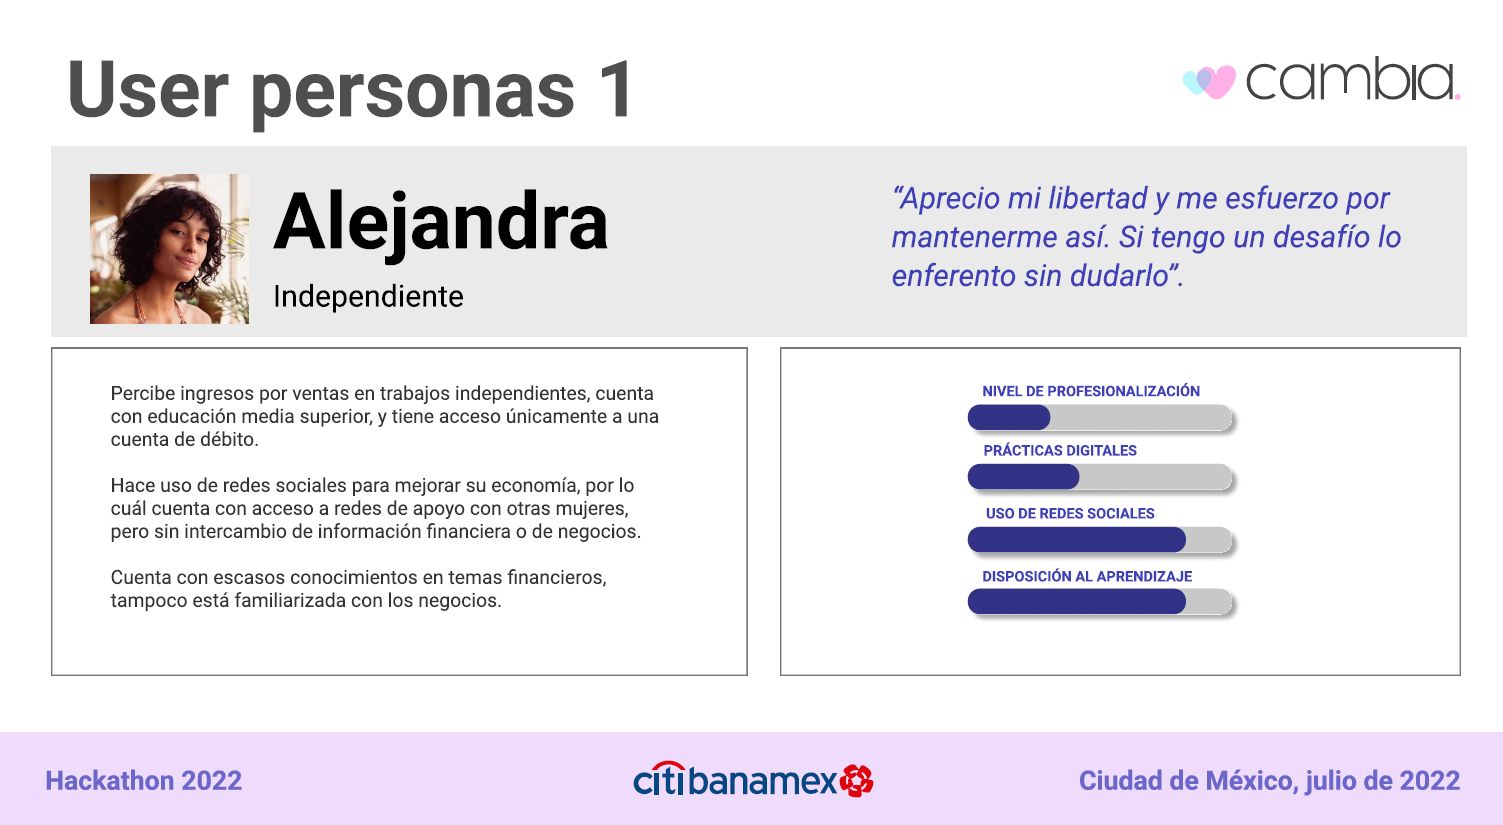 User personas 1
cambia.
Alejandra
Independiente
“Aprecio mi libertad y me esfuerzo por
mantenerme así. Si tengo un desafío lo
enferento sin dudarlo”.
Percibe ingresos por ventas en trabajos independientes, cuenta
con educación media superior, y tiene acceso únicamente a una
cuenta de débito.
Hace uso de redes sociales para mejorar su economía, por lo
cuál cuenta con acceso a redes de apoyo con otras mujeres,
pero sin intercambio de información financiera o de negocios.
Cuenta con escasos conocimientos en temas financieros,
tampoco está familiarizada con los negocios.
NIVEL DE PROFESIONALIZACIÓN
PRÁCTICAS DIGITALES
USO DE REDES SOCIALES
DISPOSICIÓN AL APRENDIZAJE
Hackathon 2022
citibanamex
Ciudad de México, julio de 2022